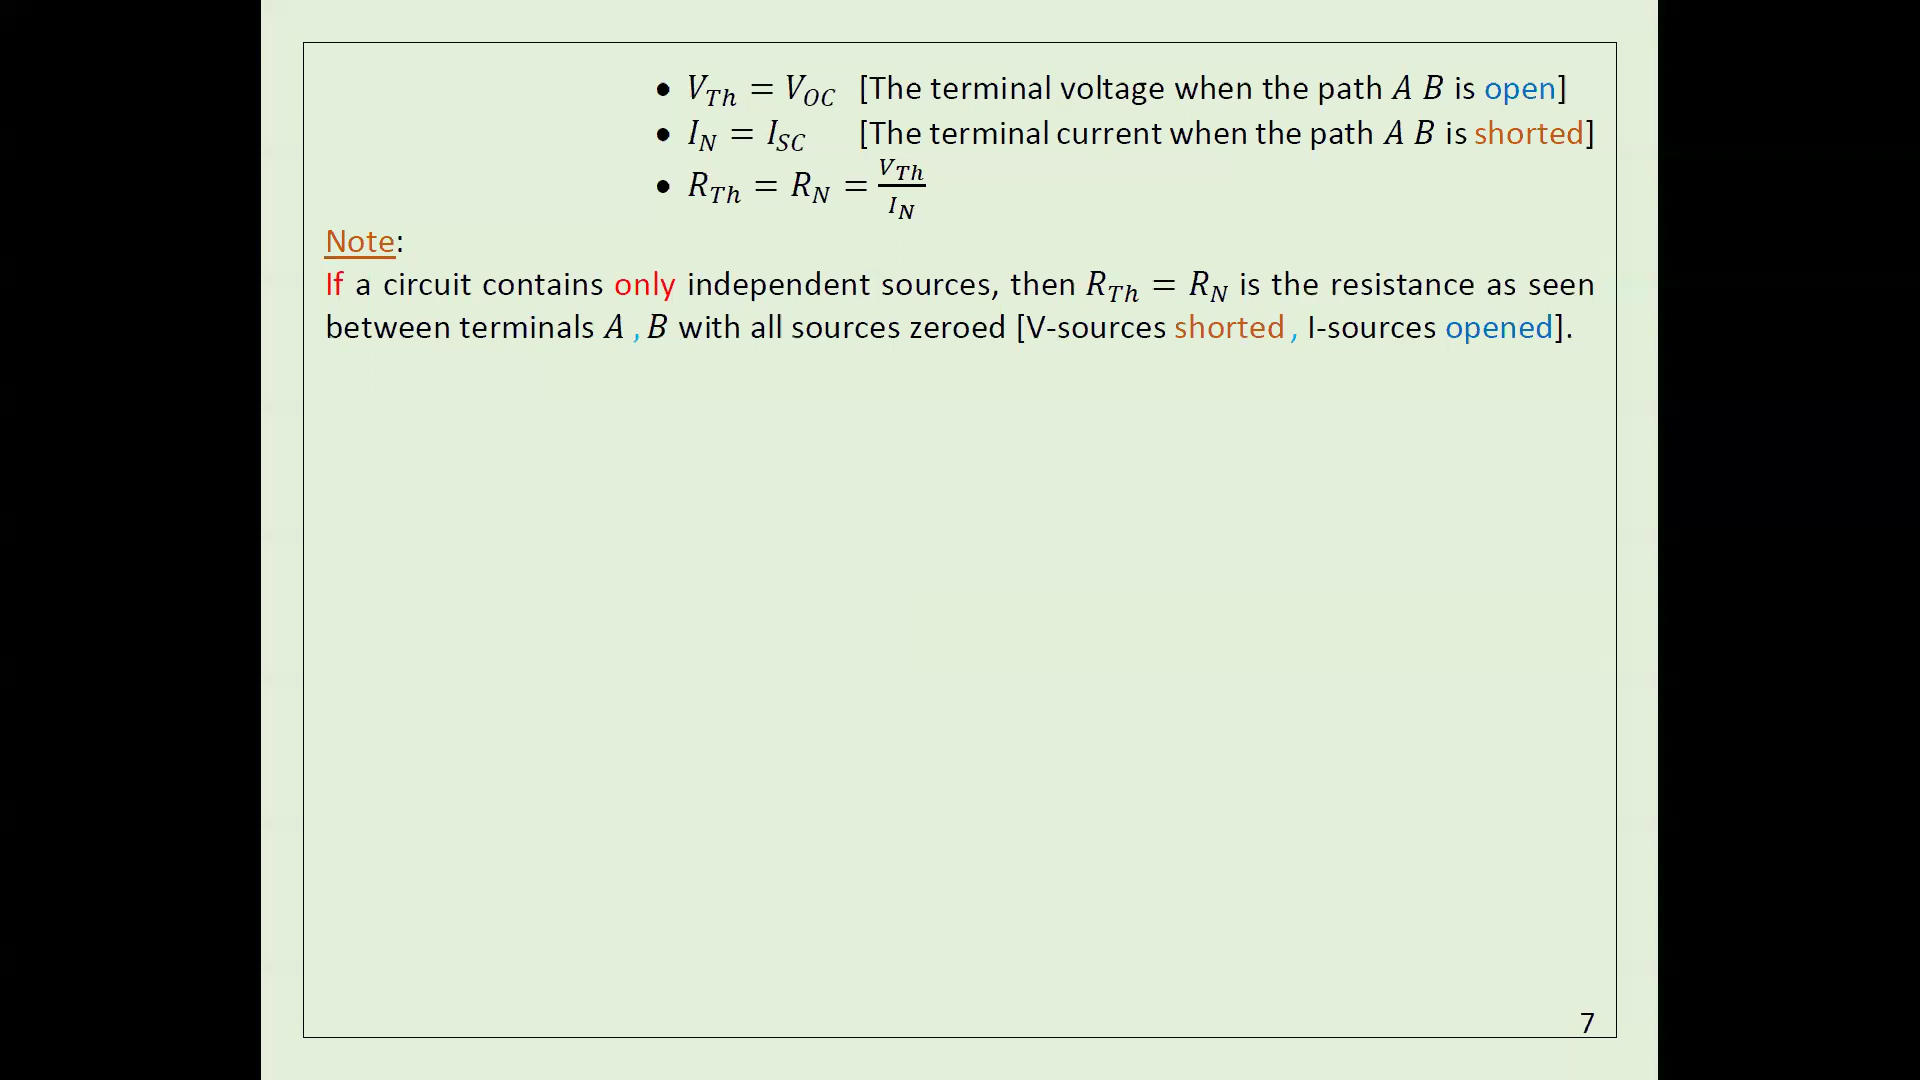 • V_Th = V_OC [The terminal voltage when the path A B is open]
• I_N = I_SC [The terminal current when the path A B is shorted]
• R_Th = R_N = V_Th / I_N
Note:
If a circuit contains only independent sources, then R_Th = R_N is the resistance as seen
between terminals A , B with all sources zeroed [V-sources shorted , I-sources opened].
7